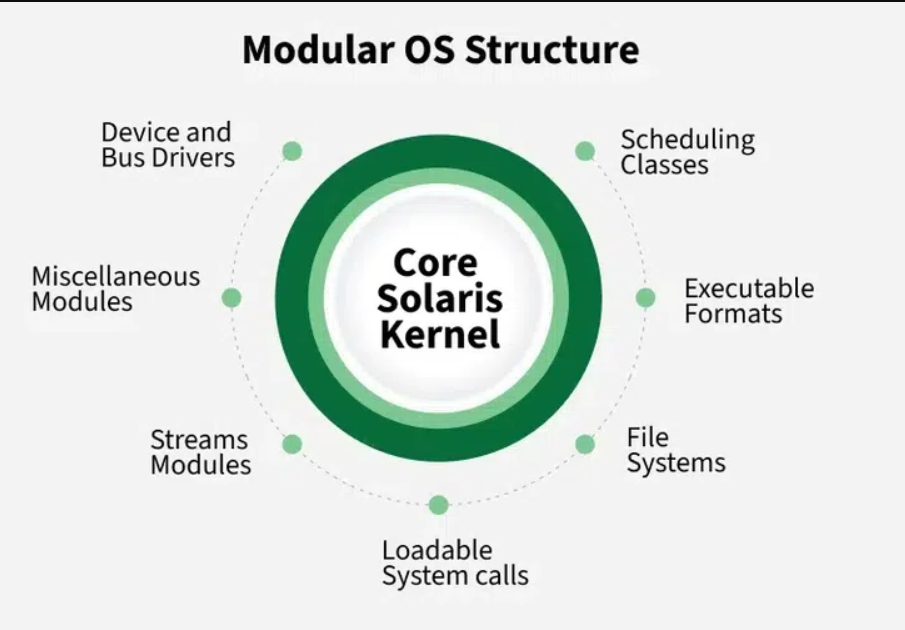 Modular OS Structure
Device and
Bus Drivers
Scheduling
Classes
Miscellaneous
Modules
Core
Solaris
Kernel
Executable
Formats
Streams
Modules
File
Systems
Loadable
System calls